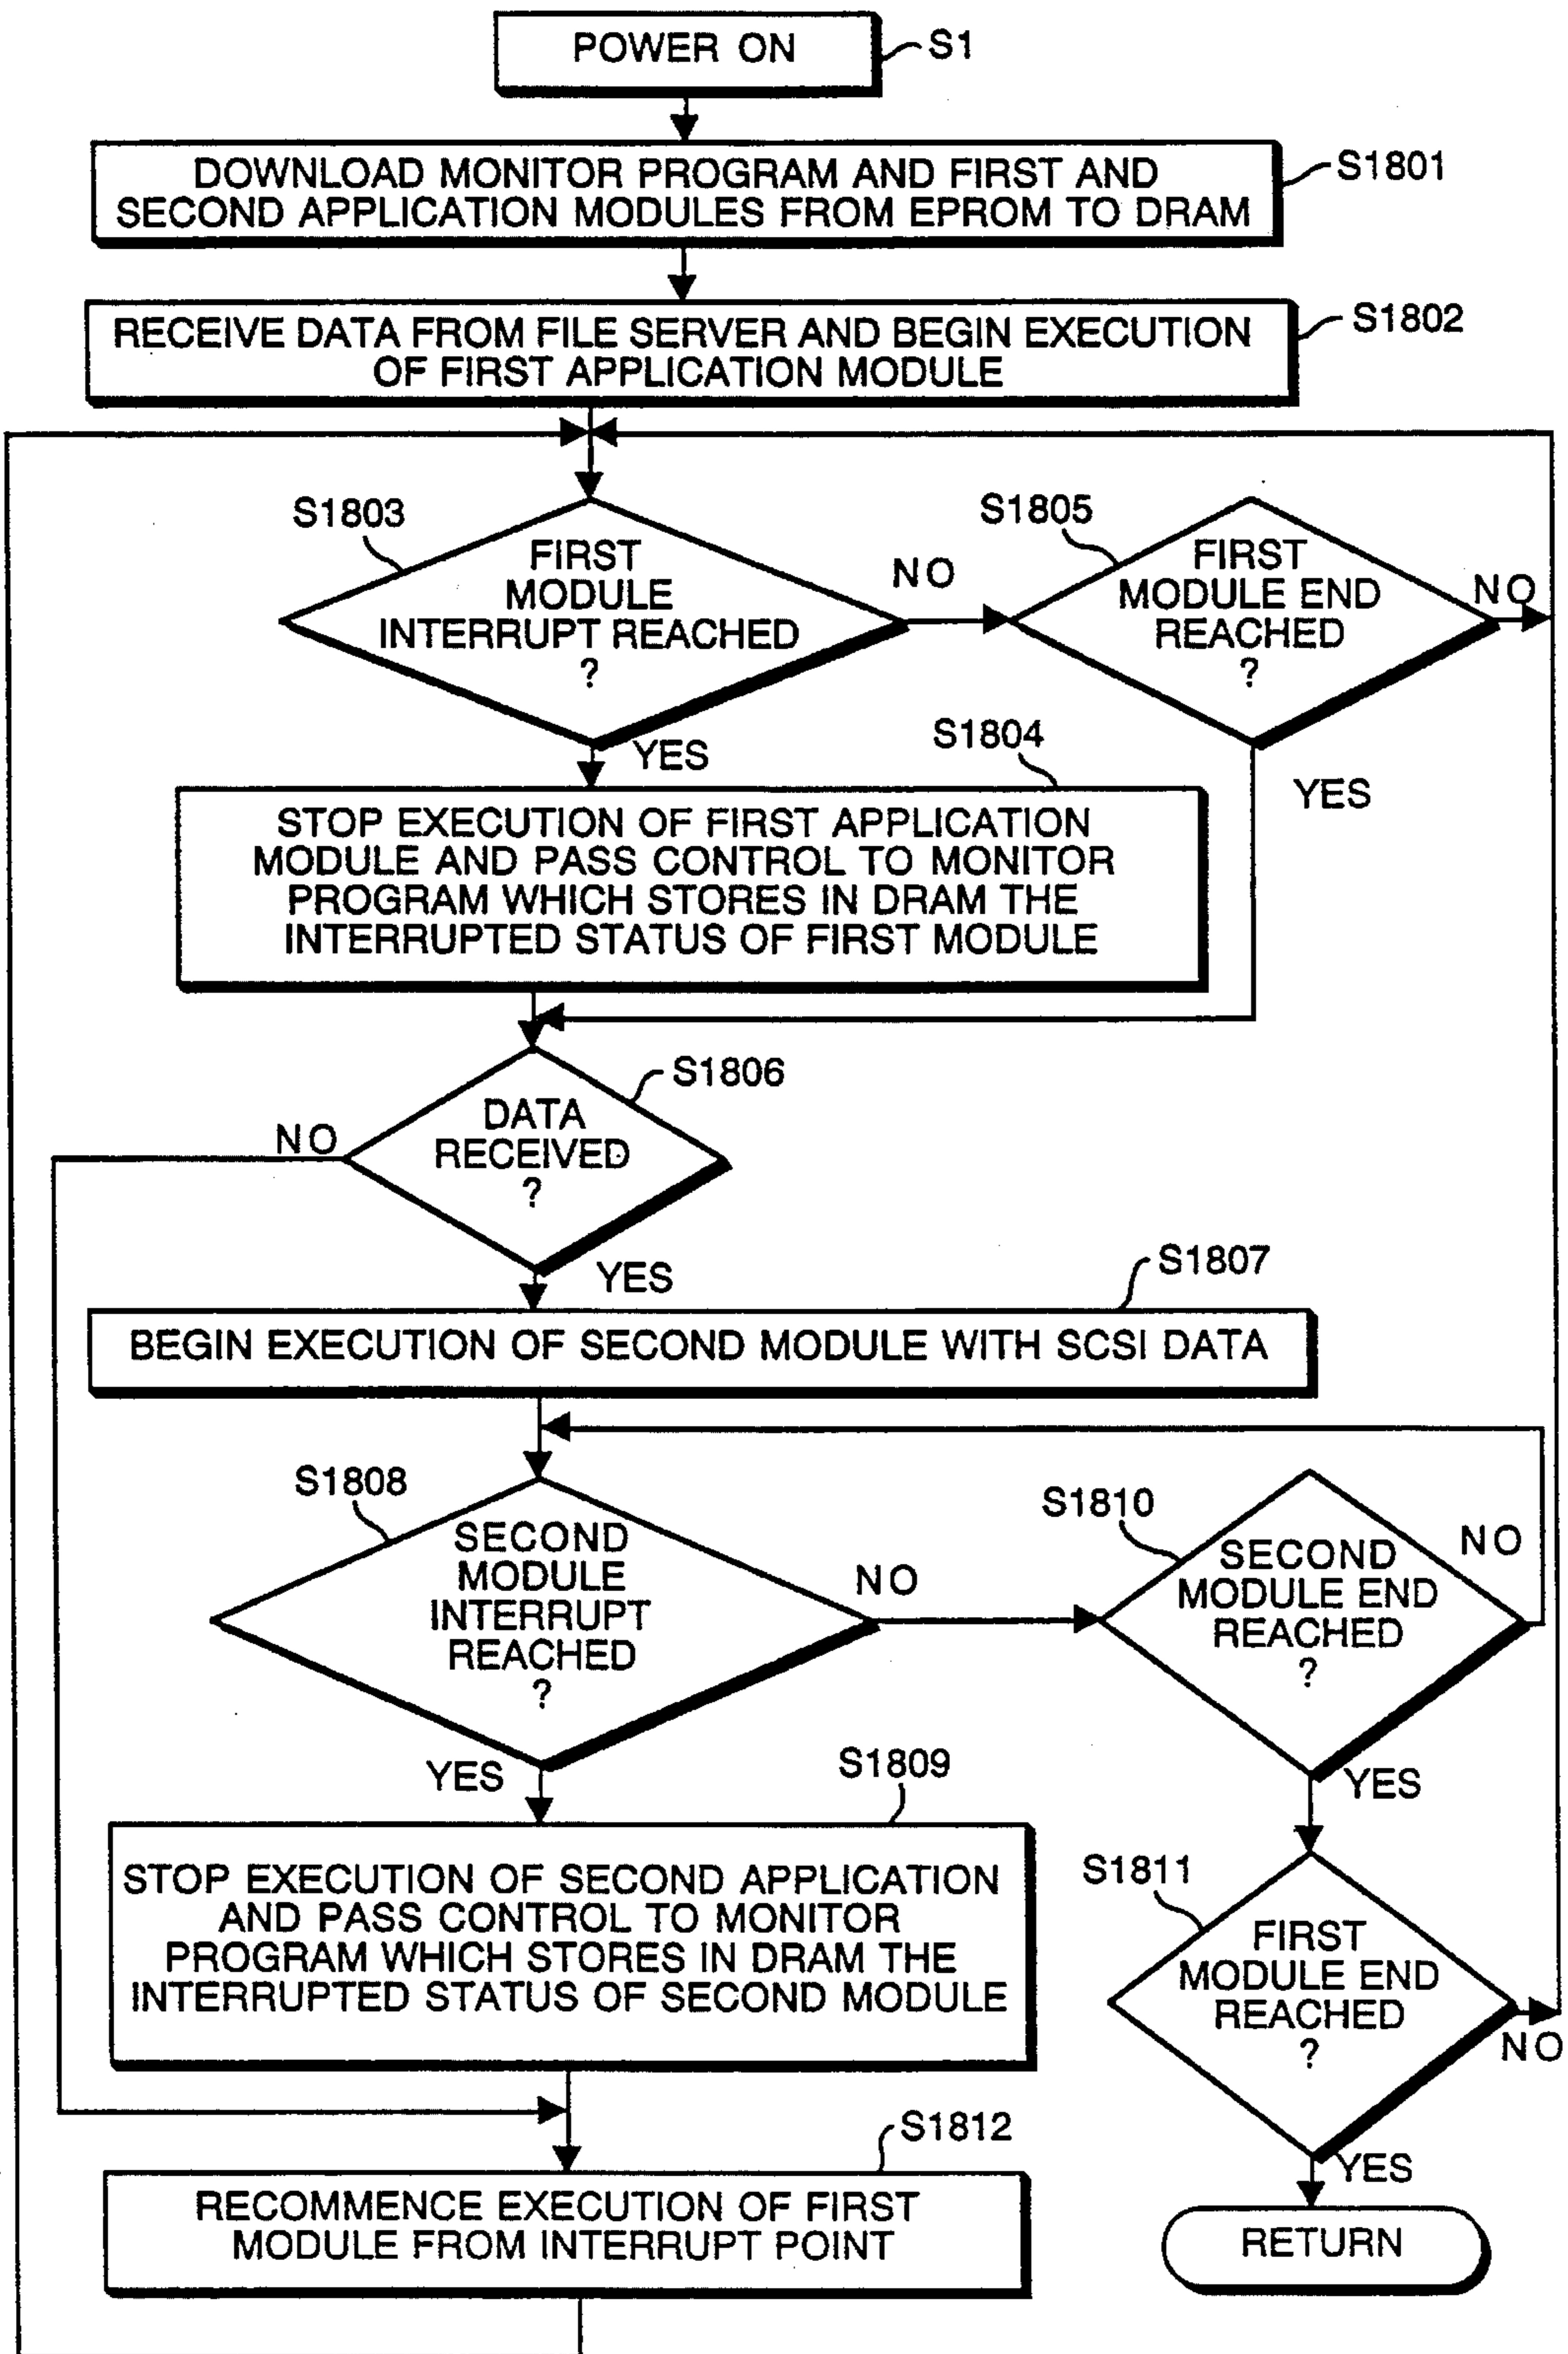 POWER ON
S1
DOWNLOAD MONITOR PROGRAM AND FIRST AND
SECOND APPLICATION MODULES FROM EPROM TO DRAM
S1801
RECEIVE DATA FROM FILE SERVER AND BEGIN EXECUTION
OF FIRST APPLICATION MODULE
S1802
S1803
FIRST
MODULE
INTERRUPT REACHED
?
NO
YES
S1805
FIRST
MODULE END
REACHED
?
NO
YES
S1804
STOP EXECUTION OF FIRST APPLICATION
MODULE AND PASS CONTROL TO MONITOR
PROGRAM WHICH STORES IN DRAM THE
INTERRUPTED STATUS OF FIRST MODULE
S1806
DATA
RECEIVED
?
NO
YES
S1807
BEGIN EXECUTION OF SECOND MODULE WITH SCSI DATA
S1808
SECOND
MODULE
INTERRUPT
REACHED
?
NO
YES
S1810
SECOND
MODULE END
REACHED
?
NO
YES
S1809
STOP EXECUTION OF SECOND APPLICATION
AND PASS CONTROL TO MONITOR
PROGRAM WHICH STORES IN DRAM THE
INTERRUPTED STATUS OF SECOND MODULE
S1811
FIRST
MODULE END
REACHED
?
NO
YES
S1812
RECOMMENCE EXECUTION OF FIRST
MODULE FROM INTERRUPT POINT
RETURN